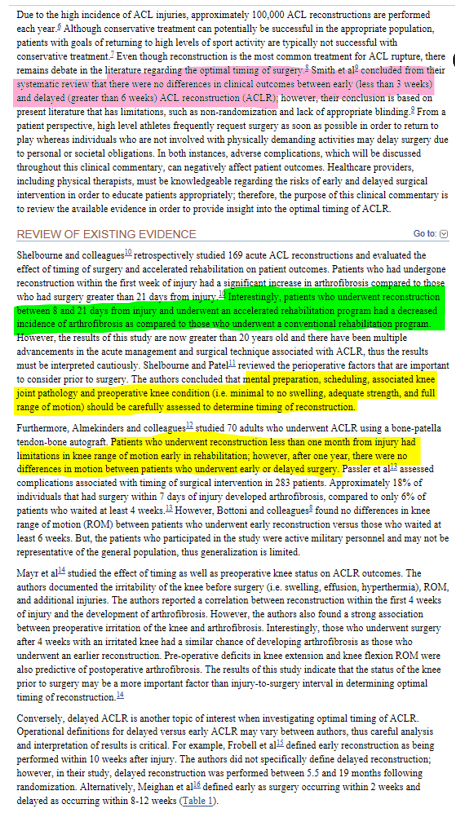 Due to the high incidence of ACL injuries, approximately 100,000 ACL reconstructions are performed
each year.6 Although conservative treatment can potentially be successful in the appropriate population,
patients with goals of returning to high levels of sport activity are typically not successful with
conservative treatment.7 Even though reconstruction is the most common treatment for ACL rupture, there
remains debate in the literature regarding the optimal timing of surgery.8 Smith et al9 concluded from their
systematic review that there were no differences in clinical outcomes between early (less than 3 weeks)
and delayed (greater than 6 weeks) ACL reconstruction (ACLR); however, their conclusion is based on
present literature that has limitations, such as non-randomization and lack of appropriate blinding.9 From a
patient perspective, high level athletes frequently request surgery as soon as possible in order to return to
play whereas individuals who are not involved with physically demanding activities may delay surgery due
to personal or societal obligations. In both instances, adverse complications, which will be discussed
throughout this clinical commentary, can negatively affect patient outcomes. Healthcare providers,
including physical therapists, must be knowledgeable regarding the risks of early and delayed surgical
intervention in order to educate patients appropriately; therefore, the purpose of this clinical commentary is
to review the available evidence in order to provide insight into the optimal timing of ACLR.
REVIEW OF EXISTING EVIDENCE Go to:
Shelbourne and colleagues10 retrospectively studied 169 acute ACL reconstructions and evaluated the
effect of timing of surgery and accelerated rehabilitation on patient outcomes. Patients who had undergone
reconstruction within the first week of injury had a significant increase in arthrofibrosis compared to those
who had surgery greater than 21 days from injury.10 Interestingly, patients who underwent reconstruction
between 8 and 21 days from injury and underwent an accelerated rehabilitation program had a decreased
incidence of arthrofibrosis as compared to those who underwent a conventional rehabilitation program.
However, the results of this study are now greater than 20 years old and there have been multiple
advancements in the acute management and surgical technique associated with ACLR, thus the results
must be interpreted cautiously. Shelbourne and Patel11 reviewed the perioperative factors that are important
to consider prior to surgery. The authors concluded that mental preparation, scheduling, associated knee
joint pathology and preoperative knee condition (i.e. minimal to no swelling, adequate strength, and full
range of motion) should be carefully assessed to determine timing of reconstruction.
Furthermore, Almekinders and colleagues12 studied 70 adults who underwent ACLR using a bone-patella
tendon-bone autograft. Patients who underwent reconstruction less than one month from injury had
limitations in knee range of motion early in rehabilitation; however, after one year, there were no
differences in motion between patients who underwent early or delayed surgery. Passler et al13 assessed
complications associated with timing of surgical intervention in 283 patients. Approximately 18% of
individuals that had surgery within 7 days of injury developed arthrofibrosis, compared to only 6% of
patients who waited at least 4 weeks.13 However, Bottoni and colleagues8 found no differences in knee
range of motion (ROM) between patients who underwent early reconstruction versus those who waited at
least 6 weeks. But, the patients who participated in the study were active military personnel and may not be
representative of the general population, thus generalization is limited.
Mayr et al14 studied the effect of timing as well as preoperative knee status on ACLR outcomes. The
authors documented the irritability of the knee before surgery (i.e. swelling, effusion, hyperthermia), ROM,
and additional injuries. The authors reported a correlation between reconstruction within the first 4 weeks
of injury and the development of arthrofibrosis. However, the authors also found a strong association
between preoperative irritation of the knee and arthrofibrosis. Interestingly, those who underwent surgery
after 4 weeks with an irritated knee had a similar chance of developing arthrofibrosis as those who
underwent an earlier reconstruction. Pre-operative deficits in knee extension and knee flexion ROM were
also predictive of postoperative arthrofibrosis. The results of this study indicate that the status of the knee
prior to surgery may be a more important factor than injury-to-surgery interval in determining optimal
timing of reconstruction.14
Conversely, delayed ACLR is another topic of interest when investigating optimal timing of ACLR.
Operational definitions for delayed versus early ACLR may vary between authors, thus careful analysis
and interpretation of results is critical. For example, Frobell et al15 defined early reconstruction as being
performed within 10 weeks after injury. The authors did not specifically define delayed reconstruction;
however, in their study, delayed reconstruction was performed between 5.5 and 19 months following
randomization. Alternatively, Meighan et al16 defined early as surgery occurring within 2 weeks and
delayed as occurring within 8-12 weeks (Table 1).